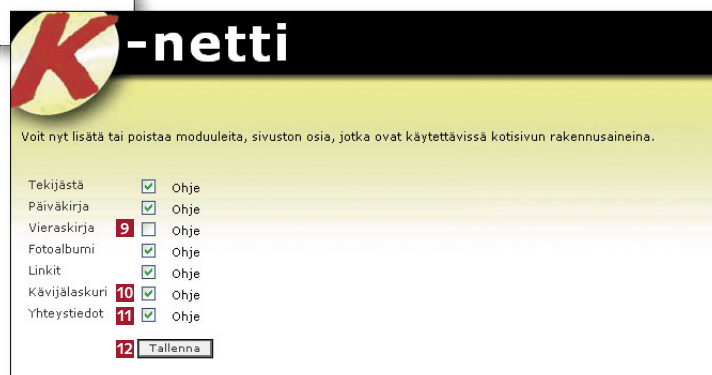 K-netti
Voit nyt lisätä tai poistaa moduuleita, sivuston osia, jotka ovat käytettävissä kotisivun rakennusaineina.
Tekijästä Ohje
Päiväkirja Ohje
Vieraskirja 9 Ohje
Fotoalbumi Ohje
Linkit Ohje
Kävijälaskuri 10 Ohje
Yhteystiedot 11 Ohje
12 Tallenna